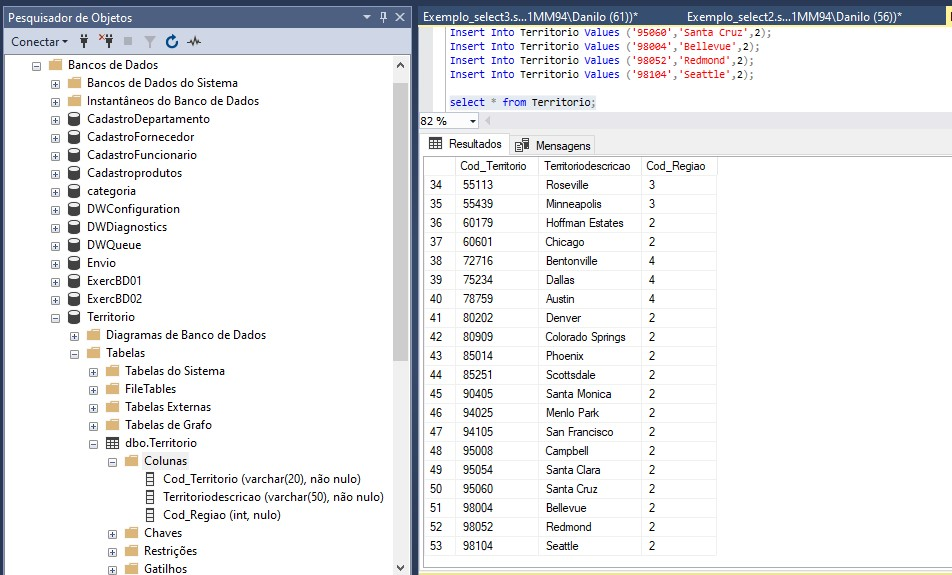 Pesquisador de Objetos
Conectar
Bancos de Dados
Bancos de Dados do Sistema
Instantâneos do Banco de Dados
CadastroDepartamento
CadastroFornecedor
CadastroFuncionario
Cadastroprodutos
categoria
DWConfiguration
DWDiagnostics
DWQueue
Envio
ExercBD01
ExercBD02
Territorio
Diagramas de Banco de Dados
Tabelas
Tabelas do Sistema
FileTables
Tabelas Externas
Tabelas de Grafo
dbo.Territorio
Colunas
Cod_Territorio (varchar(20), não nulo)
Territoriodescricao (varchar(50), não nulo)
Cod_Regiao (int, nulo)
Chaves
Restrições
Gatilhos
Exemplo_select3.s...1MM94\Danilo (61))* Exemplo_select2.s...1MM94\Danilo (56))*
Insert Into Territorio Values ('95060','Santa Cruz',2);
Insert Into Territorio Values ('98004','Bellevue',2);
Insert Into Territorio Values ('98052','Redmond',2);
Insert Into Territorio Values ('98104','Seattle',2);
select * from Territorio;
82 %
Resultados Mensagens
Cod_Territorio Territoriodescricao Cod_Regiao
34 55113 Roseville 3
35 55439 Minneapolis 3
36 60179 Hoffman Estates 2
37 60601 Chicago 2
38 72716 Bentonville 4
39 75234 Dallas 4
40 78759 Austin 4
41 80202 Denver 2
42 80909 Colorado Springs 2
43 85014 Phoenix 2
44 85251 Scottsdale 2
45 90405 Santa Monica 2
46 94025 Menlo Park 2
47 94105 San Francisco 2
48 95008 Campbell 2
49 95054 Santa Clara 2
50 95060 Santa Cruz 2
51 98004 Bellevue 2
52 98052 Redmond 2
53 98104 Seattle 2